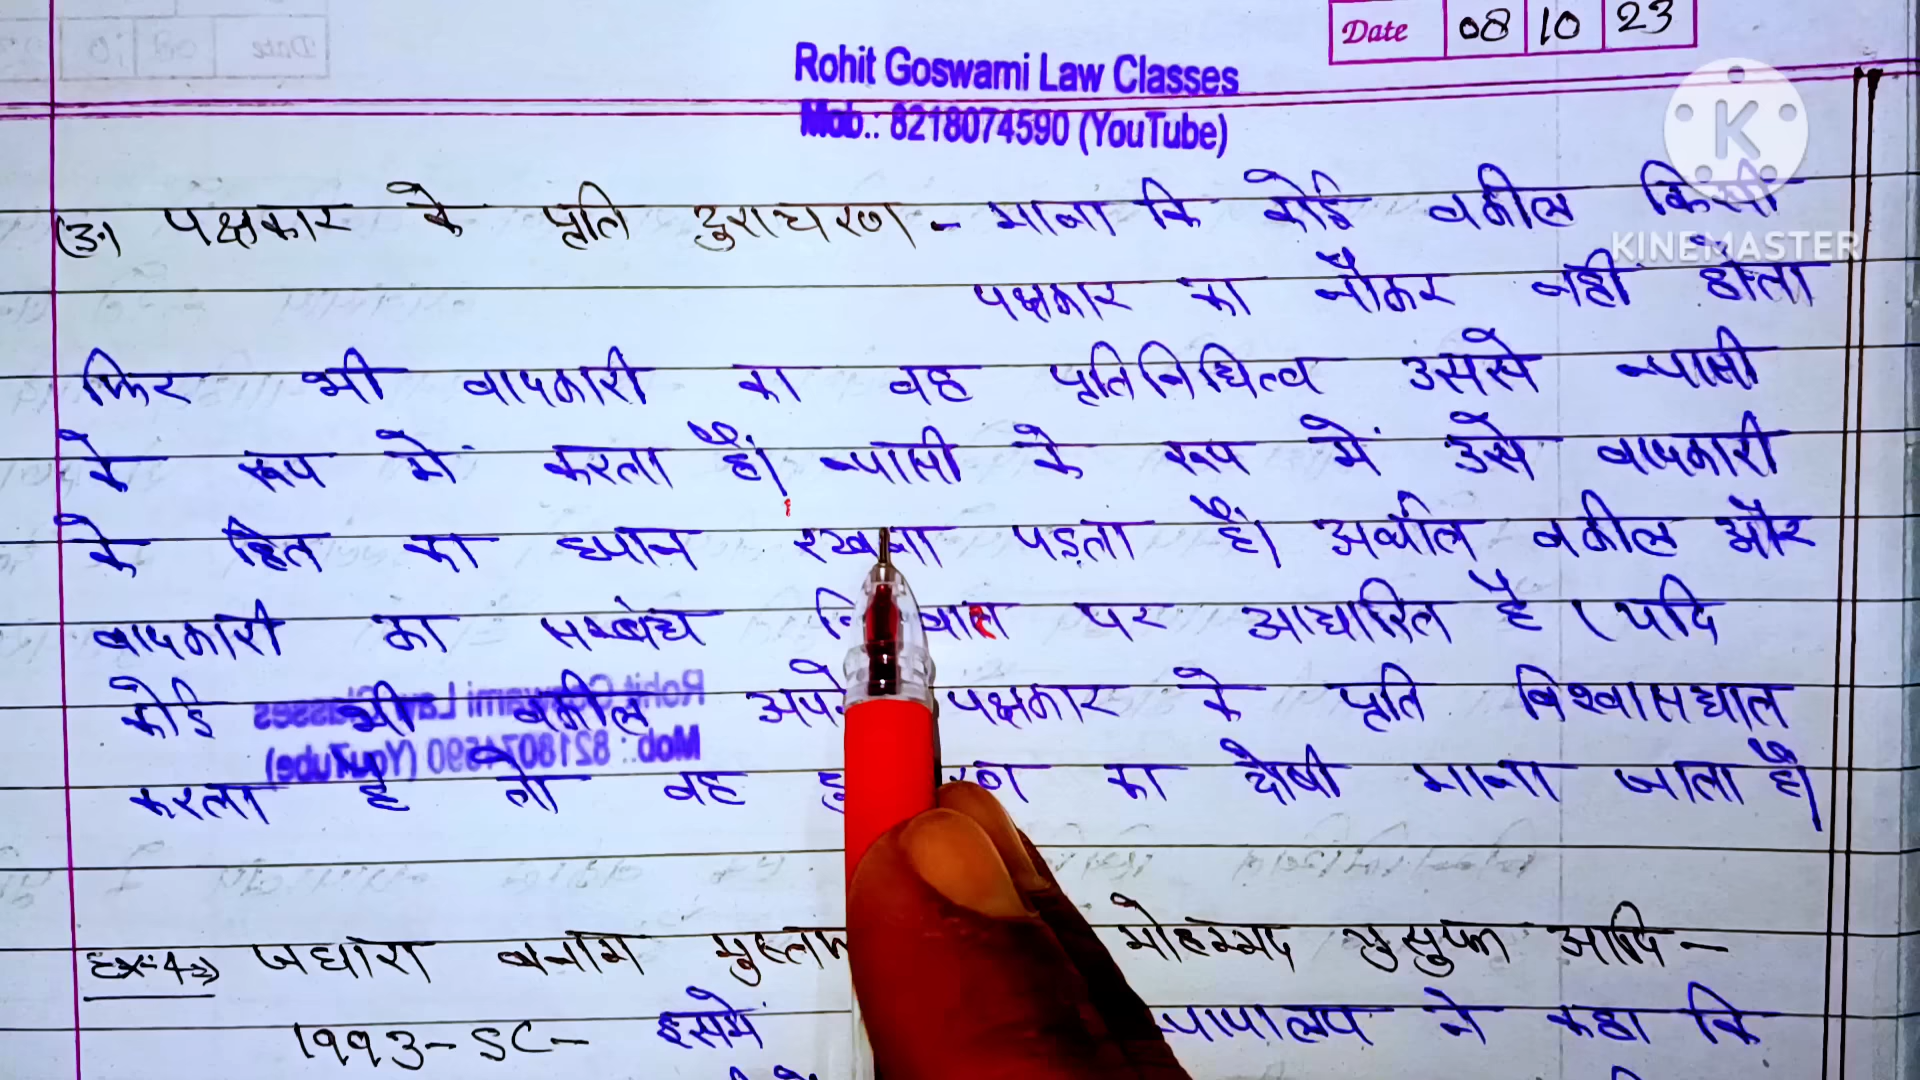 Date 08 10 23
Rohit Goswami Law Classes
Mob.: 8218074590 (YouTube)
K
KINEMASTER
(3) पक्षकार के प्रति दुराचरण - माना कि कोई वकील किसी
पक्षकार का नौकर नही होता
फिर भी वादकारी का वह प्रतिनिधित्व उससे न्यासी
के रूप में करता है। न्यासी के रूप में उसे वादकारी
के हित का ध्यान रखना पड़ता है। अर्थात वकील और
वादकारी का सम्बंध पर आधारित है। यदि
कोई भी वकील अपने पक्षकार के प्रति विश्वासघात
करता है तो वह का दोषी माना जाता है।
Ex-4 → बनाम मोहम्मद युसुफ आदि -
1993 - SC - इसमें ने कहा कि